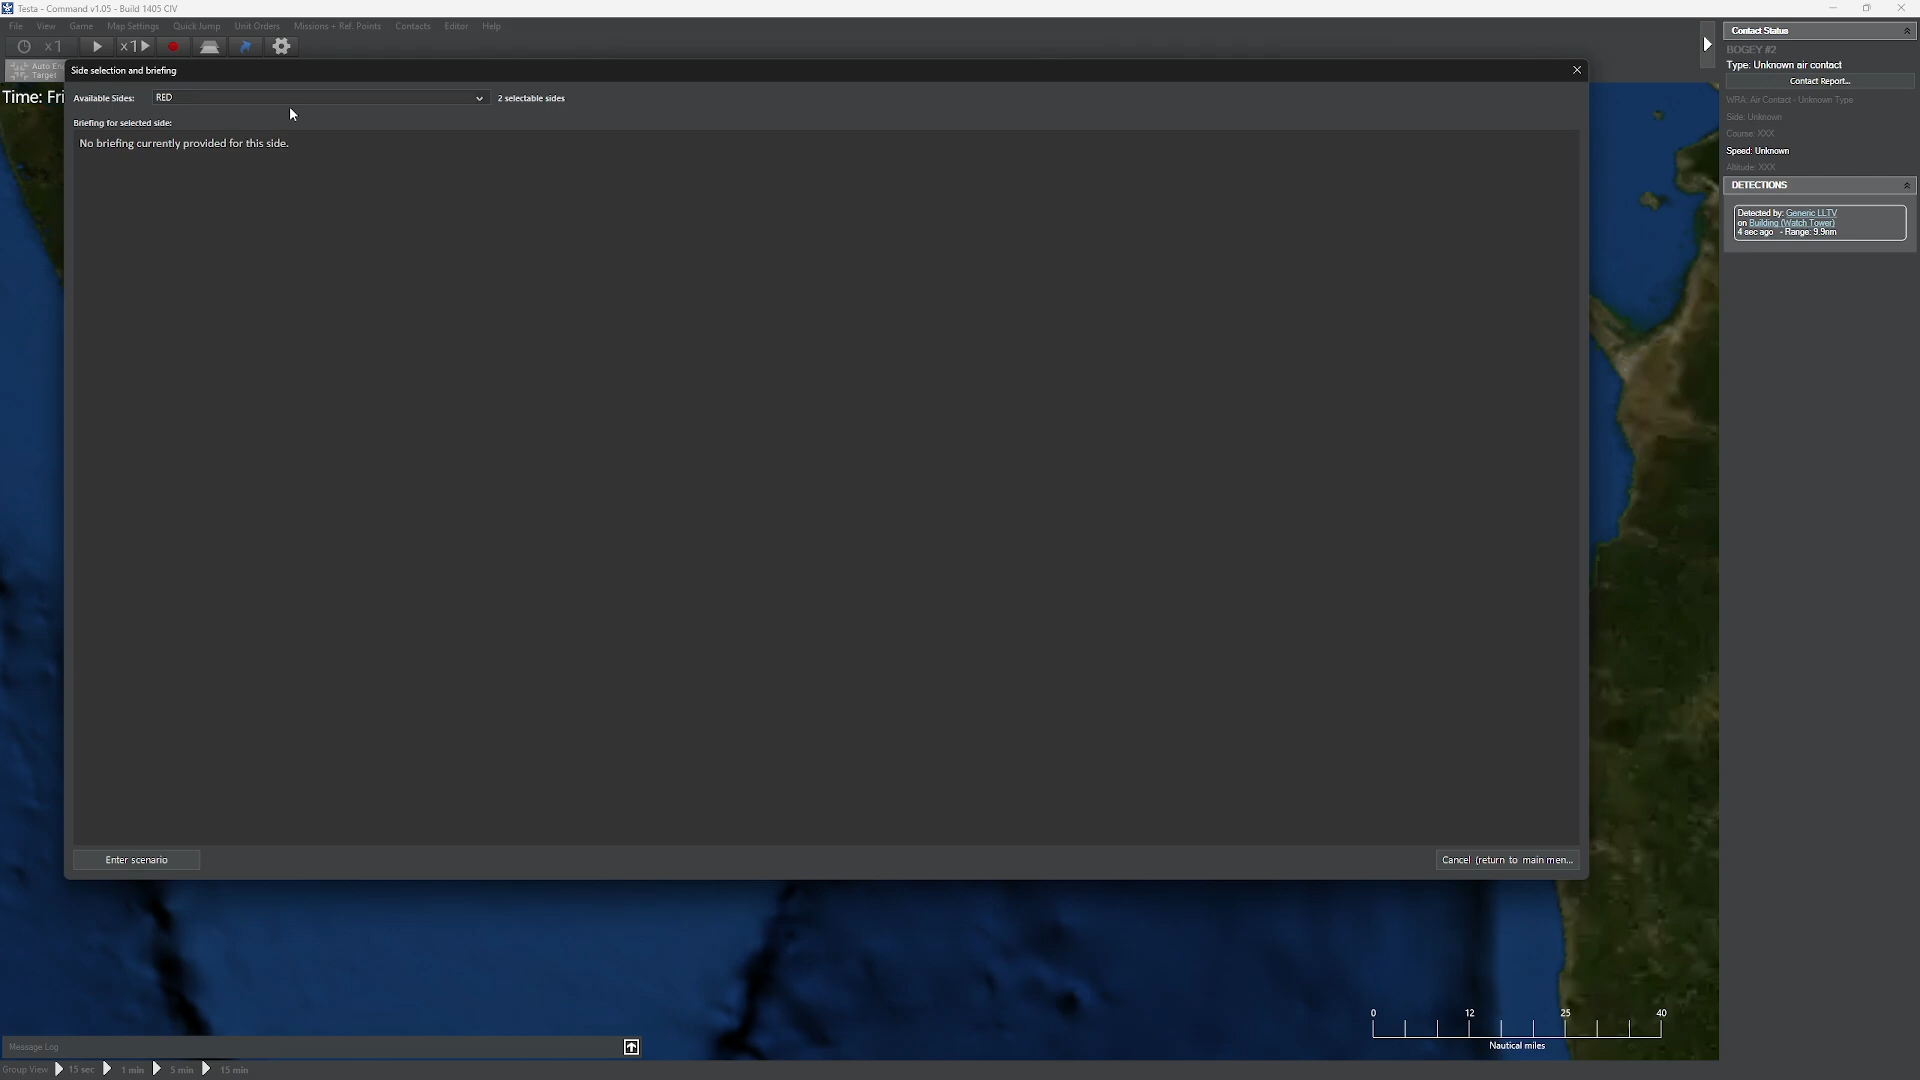 Testa - Command v1.05 - Build 1405 CIV
File View Game Map Settings Quick Jump Unit Orders Missions + Ref. Points Contacts Editor Help
x1 x1
Auto En
Target
Time: Fri
Side selection and briefing
Available Sides: RED 2 selectable sides
Briefing for selected side:
No briefing currently provided for this side.
Enter scenario
Cancel (return to main men...
Contact Status
BOGEY #2
Type: Unknown air contact
Contact Report...
WRA: Air Contact - Unknown Type
Side: Unknown
Course: XXX
Speed: Unknown
Altitude: XXX
DETECTIONS
Detected by: Generic LLTV
on Building (Watch Tower)
4 sec ago - Range: 9.9nm
0 12 25 40
Nautical miles
Message Log
Group View 15 sec 1 min 5 min 15 min